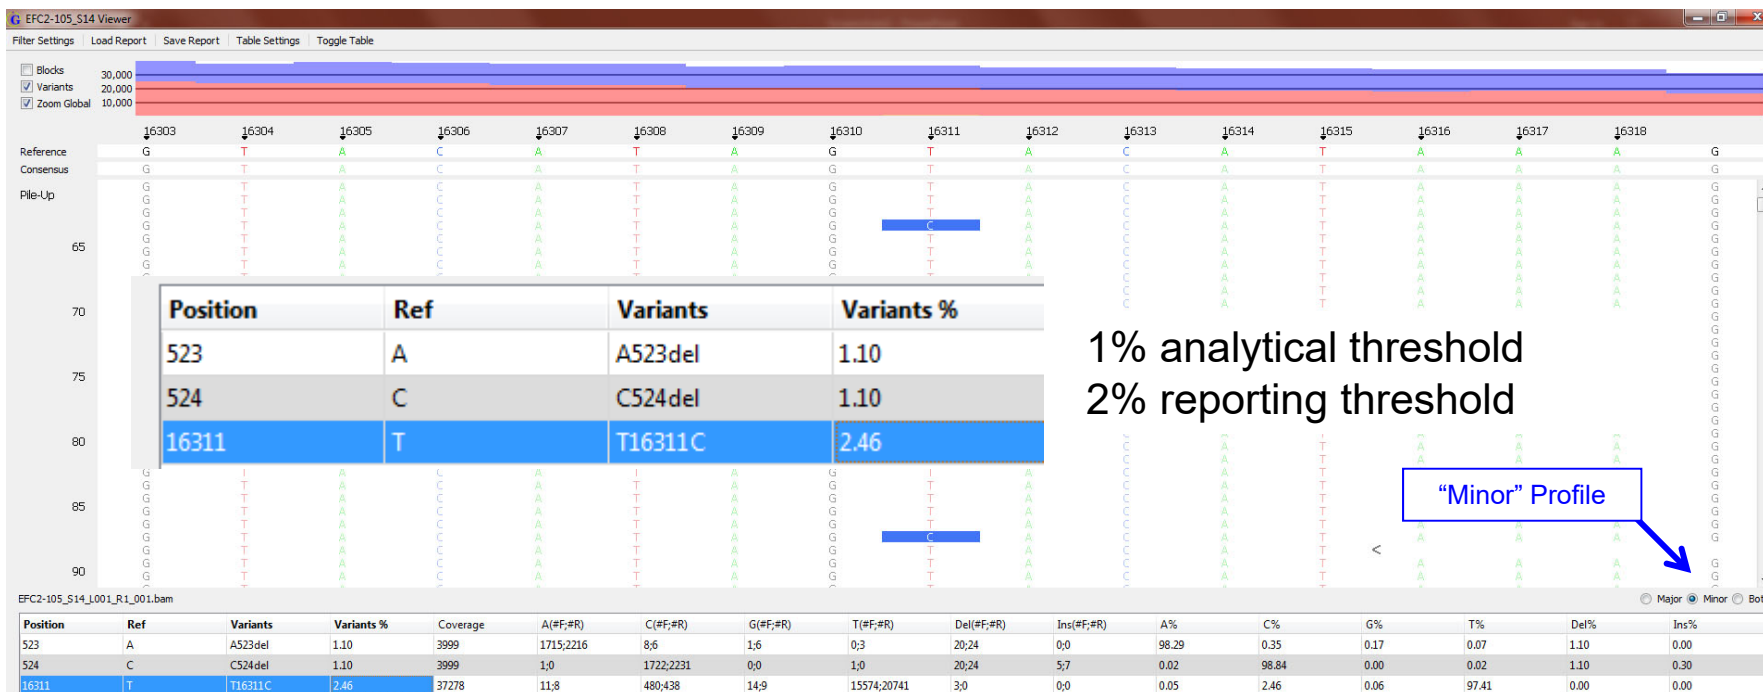 EFC2-105_S14 Viewer
Filter Settings Load Report Save Report Table Settings Toggle Table
Blocks
Variants
Zoom Global
30,000
20,000
10,000
16303 16304 16305 16306 16307 16308 16309 16310 16311 16312 16313 16314 16315 16316 16317 16318
Reference G T A C A T A G T A C A T A A A G
Consensus G T A C A T A G T A C A T A A A G
Pile-Up G T A C A T A G T A C A T A A A G
G T A C A T A G T A C A T A A A G
G T A C A T A G T A C A T A A A G
G T A C A T A G C A C A T A A A G
65
70
75
80
85
90
Position Ref Variants Variants %
523 A A523del 1.10
524 C C524del 1.10
16311 T T16311C 2.46
1% analytical threshold
2% reporting threshold
"Minor" Profile
<
EFC2-105_S14_L001_R1_001.bam
Major Minor Bot
Position Ref Variants Variants % Coverage A(#F;#R) C(#F;#R) G(#F;#R) T(#F;#R) Del(#F;#R) Ins(#F;#R) A% C% G% T% Del% Ins%
523 A A523del 1.10 3999 1715;2216 8;6 1;6 0;3 20;24 0;0 98.29 0.35 0.17 0.07 1.10 0.00
524 C C524del 1.10 3999 1;0 1722;2231 0;0 1;0 20;24 5;7 0.02 98.84 0.00 0.02 1.10 0.30
16311 T T16311C 2.46 37278 11;8 480;438 14;9 15574;20741 3;0 0;0 0.05 2.46 0.06 97.41 0.00 0.00